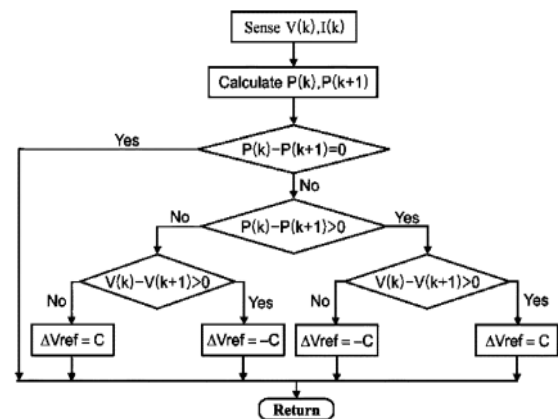 Sense V(k),I(k)
Calculate P(k),P(k+1)
Yes
P(k)−P(k+1)=0
No
No
P(k)−P(k+1)>0
Yes
V(k)−V(k+1)>0
V(k)−V(k+1)>0
No
Yes
No
Yes
ΔVref = C
ΔVref = −C
ΔVref = −C
ΔVref = C
Return